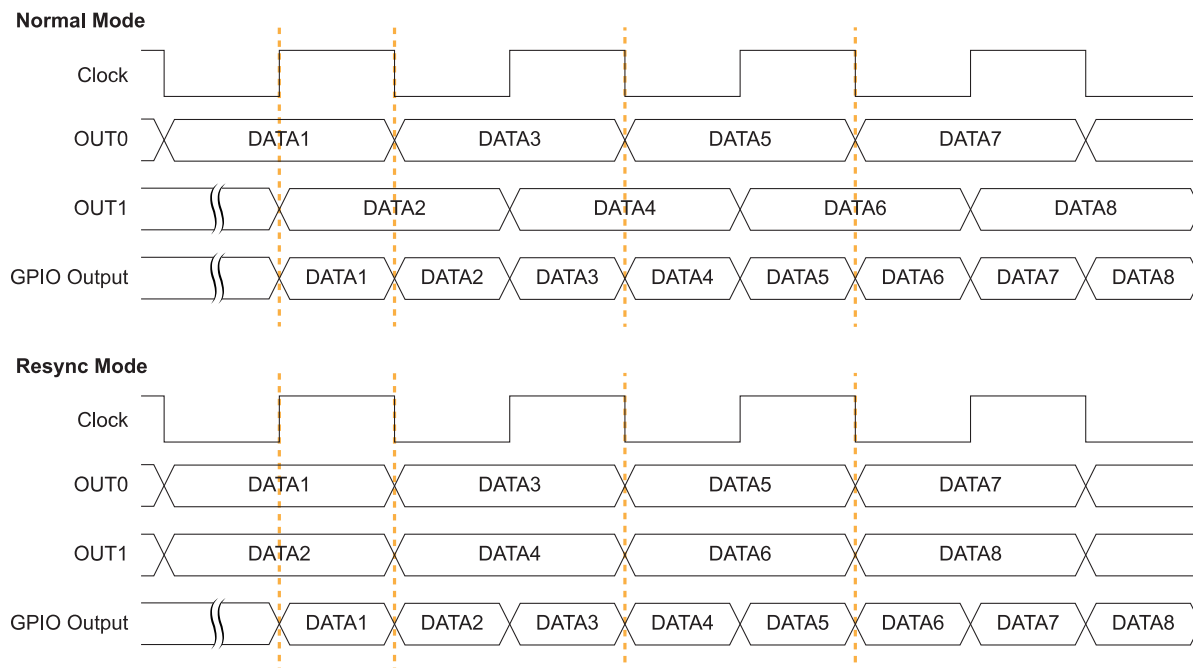 Normal Mode
Clock
OUT0 DATA1 DATA3 DATA5 DATA7
OUT1 DATA2 DATA4 DATA6 DATA8
GPIO Output DATA1 DATA2 DATA3 DATA4 DATA5 DATA6 DATA7 DATA8
Resync Mode
Clock
OUT0 DATA1 DATA3 DATA5 DATA7
OUT1 DATA2 DATA4 DATA6 DATA8
GPIO Output DATA1 DATA2 DATA3 DATA4 DATA5 DATA6 DATA7 DATA8